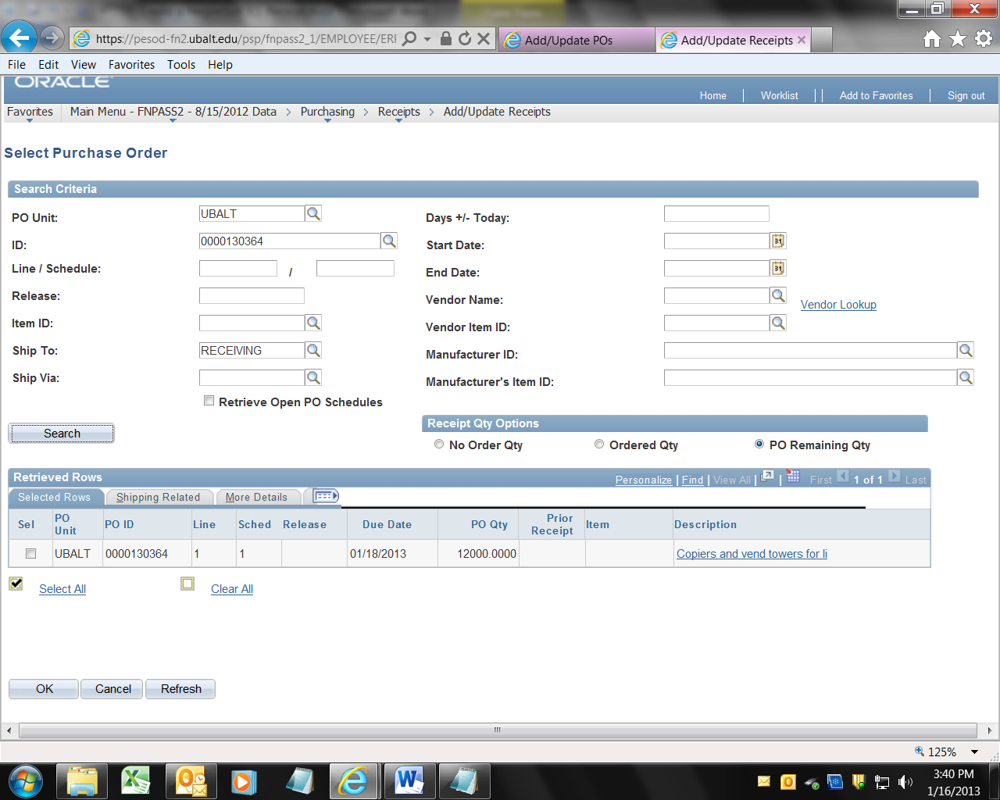 https://pesod-fn2.ubalt.edu/psp/fnpass2_1/EMPLOYEE/ERI
Add/Update POs
Add/Update Receipts
File Edit View Favorites Tools Help
ORACLE
Home Worklist Add to Favorites Sign out
Favorites Main Menu - FNPASS2 - 8/15/2012 Data > Purchasing > Receipts > Add/Update Receipts
Select Purchase Order
Search Criteria
PO Unit: UBALT Days +/- Today:
ID: 0000130364 Start Date: 31
Line / Schedule: / End Date: 31
Release: Vendor Name: Vendor Lookup
Item ID: Vendor Item ID:
Ship To: RECEIVING Manufacturer ID:
Ship Via: Manufacturer's Item ID:
Retrieve Open PO Schedules
Search
Receipt Qty Options
No Order Qty Ordered Qty PO Remaining Qty
Retrieved Rows Personalize | Find | View All | | First 1 of 1 Last
Selected Rows Shipping Related More Details
Sel PO Unit PO ID Line Sched Release Due Date PO Qty Prior Receipt Item Description
UBALT 0000130364 1 1 01/18/2013 12000.0000 Copiers and vend towers for li
Select All Clear All
OK Cancel Refresh
125%
3:40 PM
1/16/2013